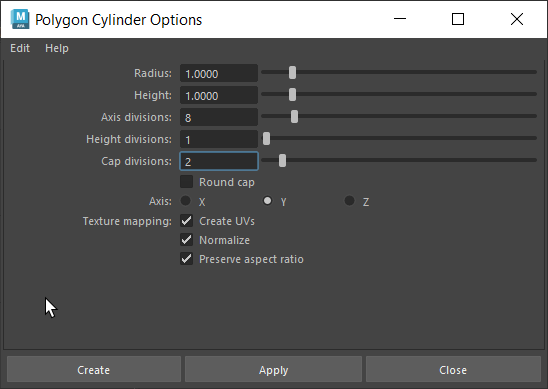 M
AYA
Polygon Cylinder Options
Edit Help
Radius: 1.0000
Height: 1.0000
Axis divisions: 8
Height divisions: 1
Cap divisions: 2
Round cap
Axis: X Y Z
Texture mapping: Create UVs
Normalize
Preserve aspect ratio
Create Apply Close